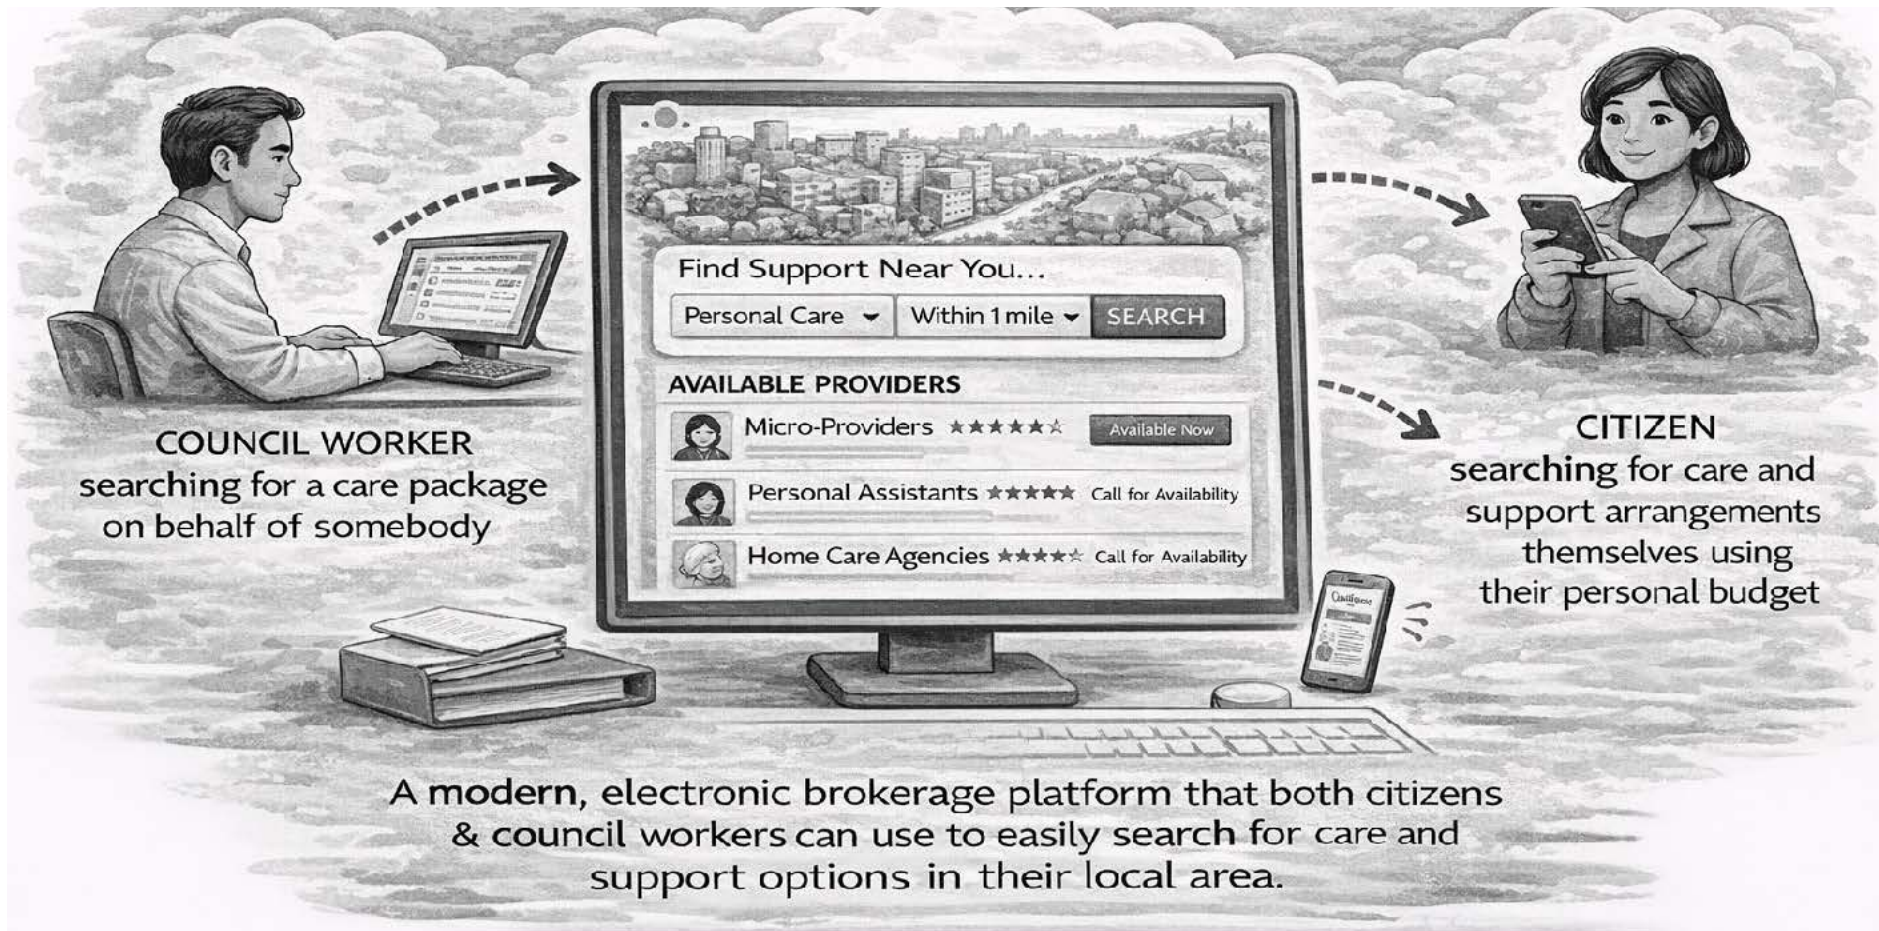 COUNCIL WORKER
searching for a care package
on behalf of somebody
Find Support Near You...
Personal Care
Within 1 mile
SEARCH
AVAILABLE PROVIDERS
Micro-Providers
Available Now
Personal Assistants
Call for Availability
Home Care Agencies
Call for Availability
CITIZEN
searching for care and
support arrangements
themselves using
their personal budget
A modern, electronic brokerage platform that both citizens
& council workers can use to easily search for care and
support options in their local area.